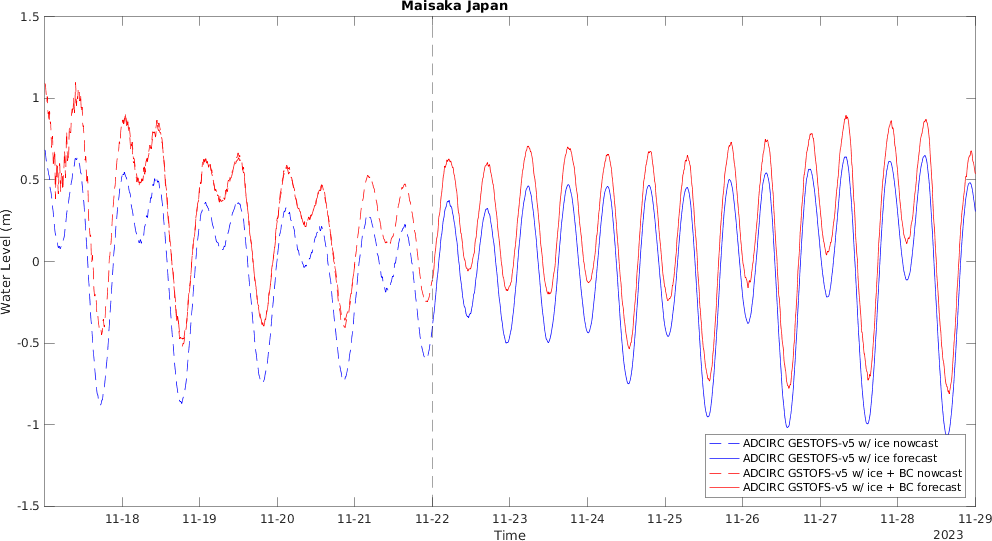 Maisaka Japan
1.5
1
0.5
0
-0.5
-1
-1.5
Water Level (m)
ADCIRC GESTOFS-v5 w/ ice nowcast
ADCIRC GESTOFS-v5 w/ ice forecast
ADCIRC GSTOFS-v5 w/ ice + BC nowcast
ADCIRC GSTOFS-v5 w/ ice + BC forecast
11-18 11-19 11-20 11-21 11-22 11-23 11-24 11-25 11-26 11-27 11-28 11-29
Time
2023